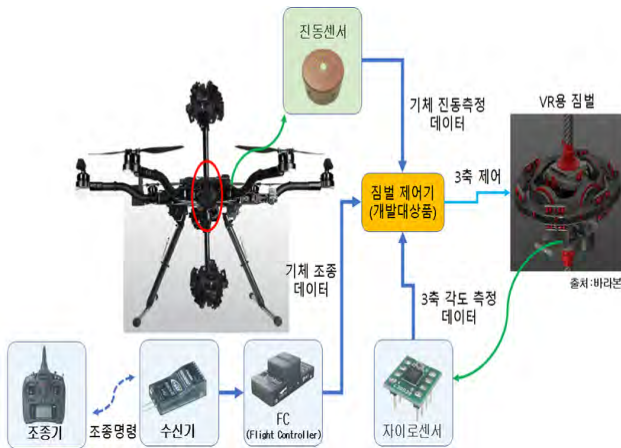 진동센서
VR용 짐벌
기체 진동측정
데이터
3축 제어
짐벌 제어기
(개발대상품)
기체 조종
데이터
3축 각도 측정
데이터
출처:바라본
조종기
조종명령
수신기
FC
(Flight Controller)
자이로센서